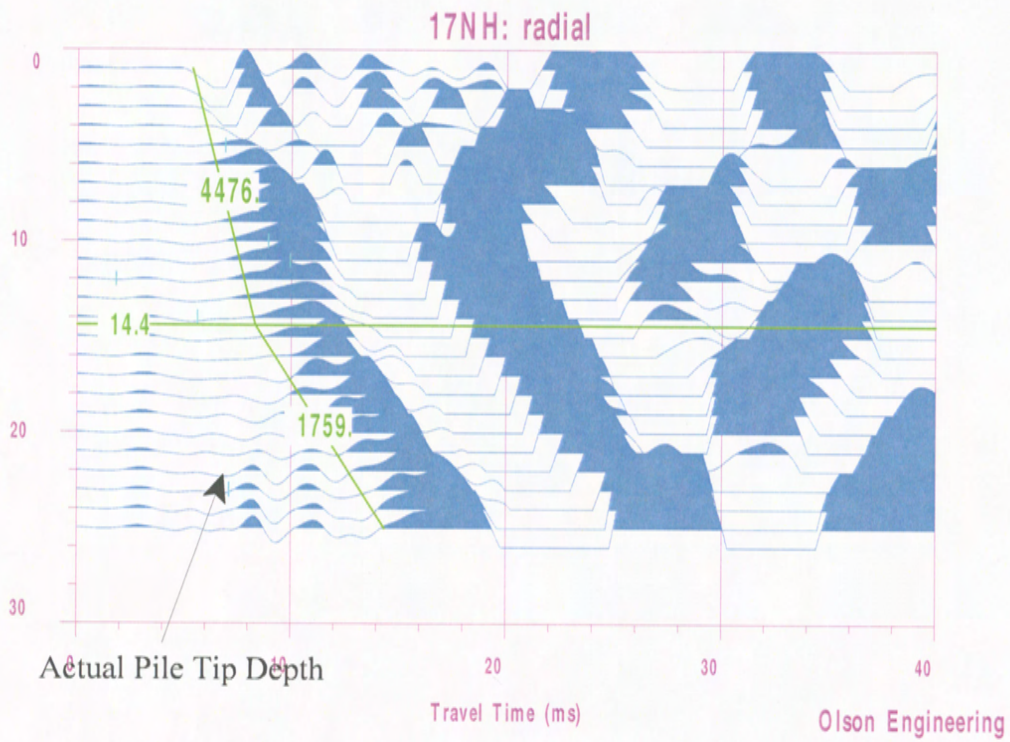 17NH: radial
0
4476.
10
14.4
1759.
20
30
Actual Pile Tip Depth
0 10 20 30 40
Travel Time (ms)
Olson Engineering